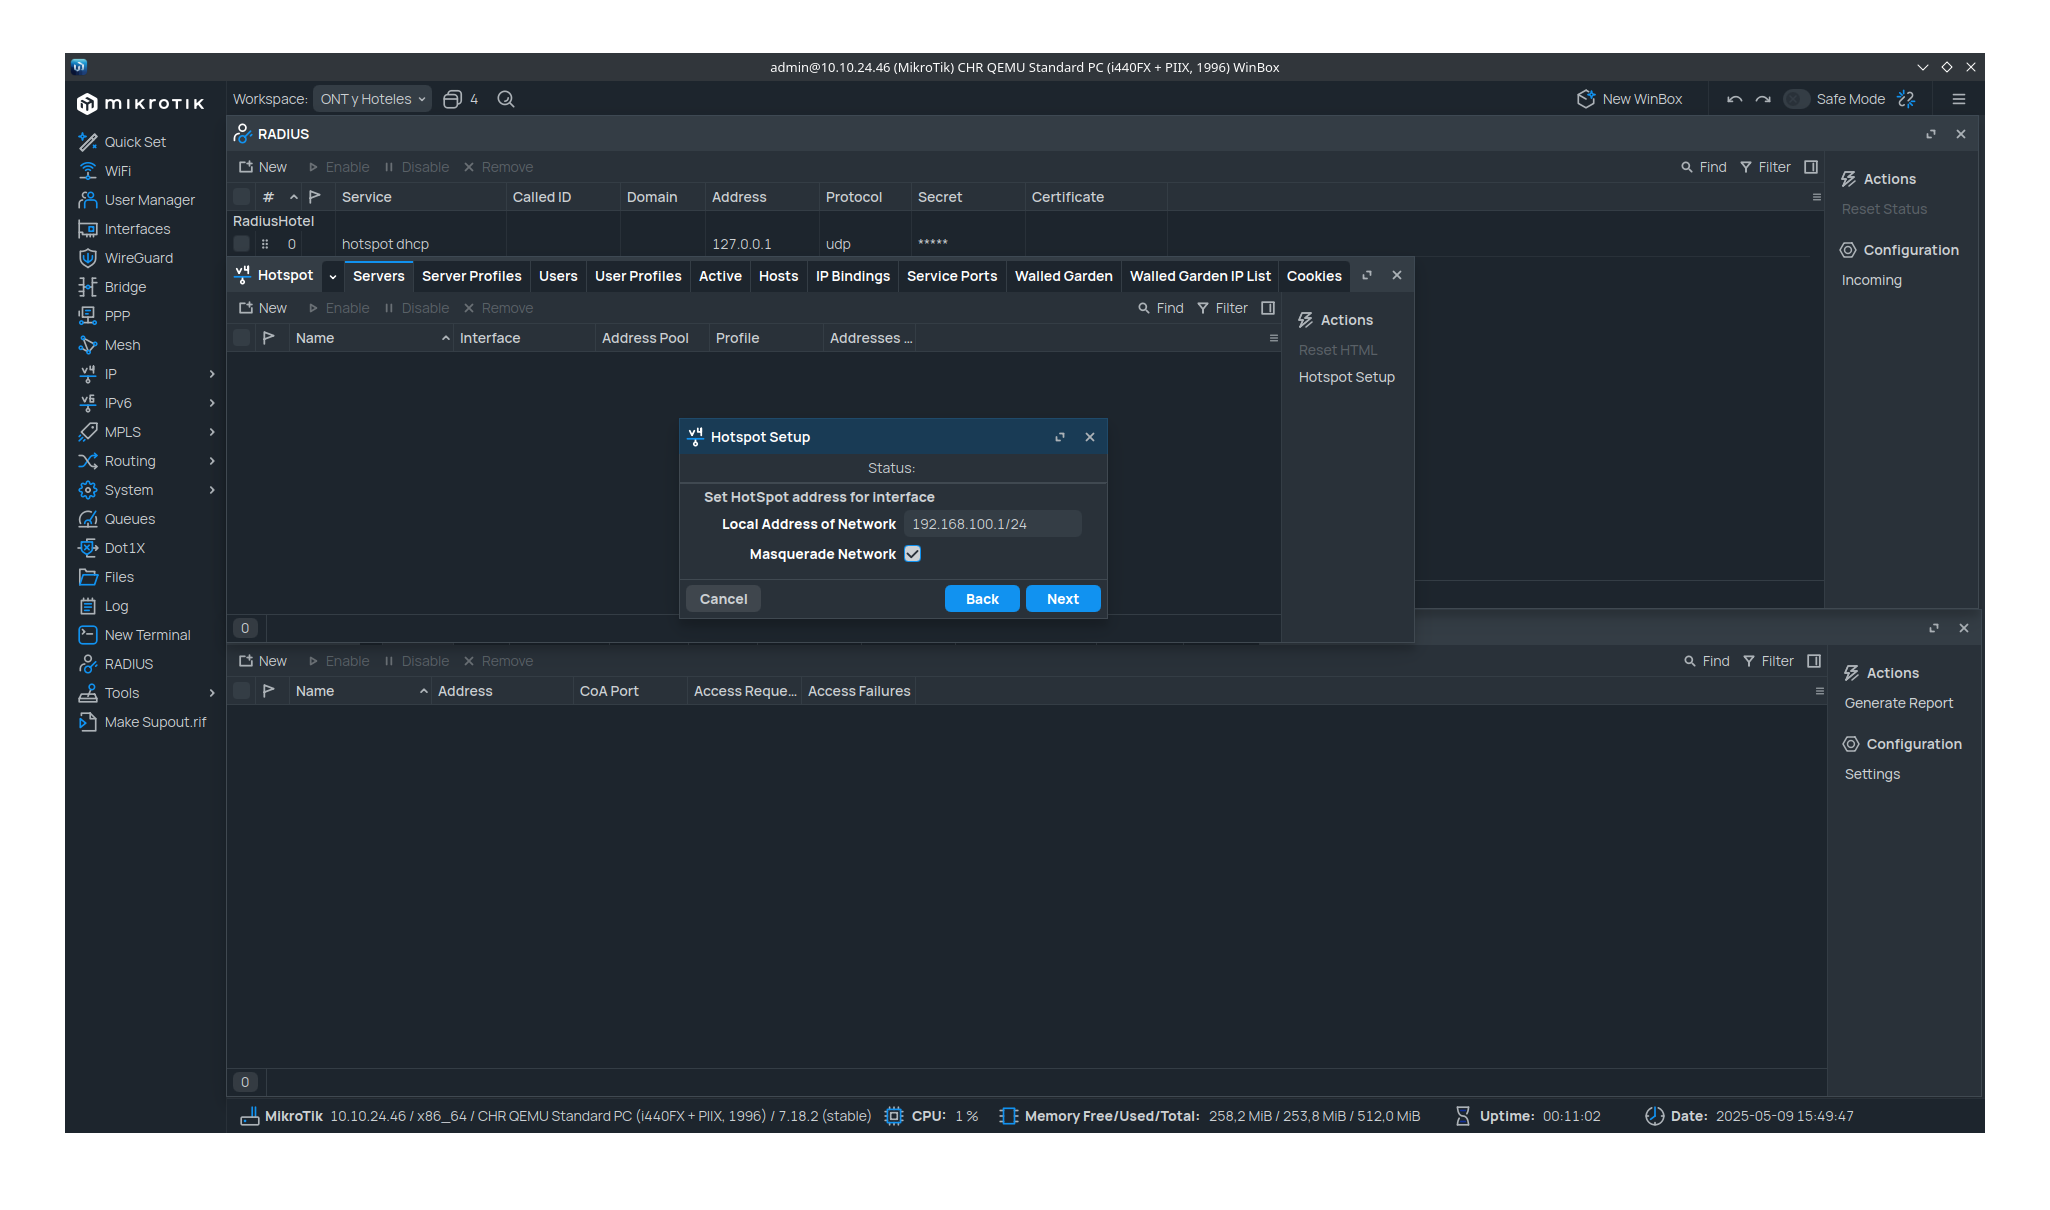 admin@10.10.24.46 (MikroTik) CHR QEMU Standard PC (i440FX + PIIX, 1996) WinBox
MIKROTIK Workspace: ONT y Hoteles 4 New WinBox Safe Mode
Quick Set
WiFi
User Manager
Interfaces
WireGuard
Bridge
PPP
Mesh
IP
IPv6
MPLS
Routing
System
Queues
Dot1X
Files
Log
New Terminal
RADIUS
Tools
Make Supout.rif
RADIUS
New Enable Disable Remove Find Filter
# Service Called ID Domain Address Protocol Secret Certificate
RadiusHotel
0 hotspot dhcp 127.0.0.1 udp *****
Actions
Reset Status
Configuration
Incoming
Hotspot Servers Server Profiles Users User Profiles Active Hosts IP Bindings Service Ports Walled Garden Walled Garden IP List Cookies
New Enable Disable Remove Find Filter
Name Interface Address Pool Profile Addresses ...
Actions
Reset HTML
Hotspot Setup
0
Hotspot Setup
Status:
Set HotSpot address for interface
Local Address of Network 192.168.100.1/24
Masquerade Network
Cancel Back Next
New Enable Disable Remove Find Filter
Name Address CoA Port Access Reque... Access Failures
Actions
Generate Report
Configuration
Settings
0
MikroTik 10.10.24.46 / x86_64 / CHR QEMU Standard PC (i440FX + PIIX, 1996) / 7.18.2 (stable) CPU: 1 % Memory Free/Used/Total: 258,2 MiB / 253,8 MiB / 512,0 MiB Uptime: 00:11:02 Date: 2025-05-09 15:49:47